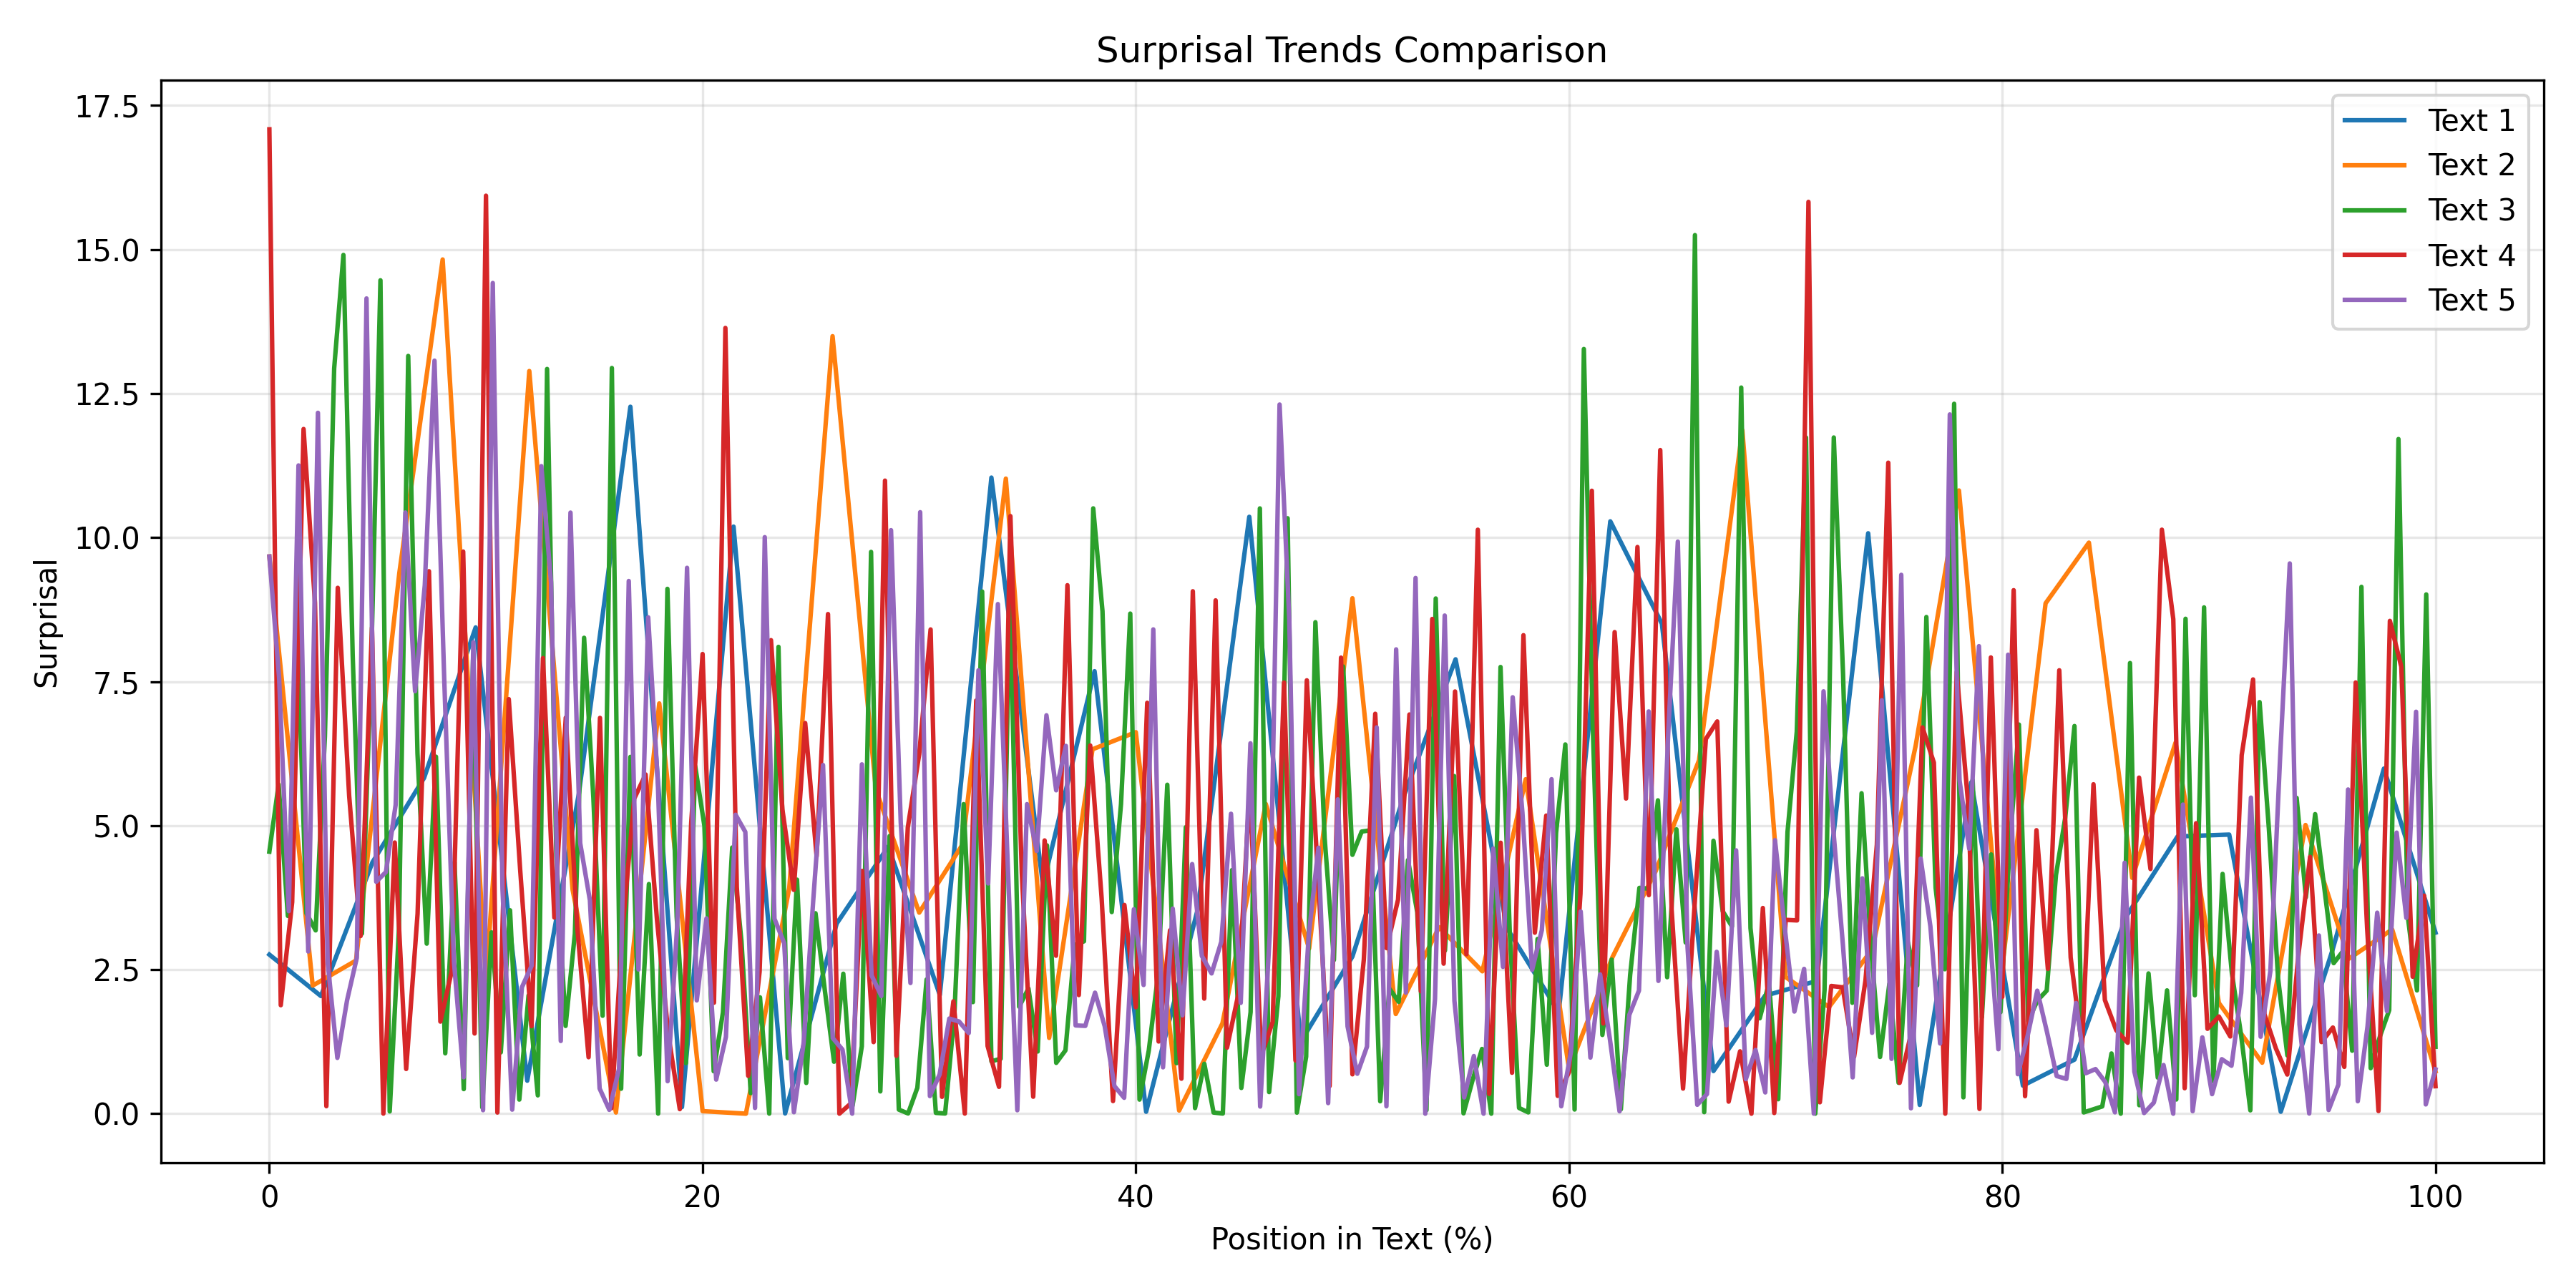 Surprisal Trends Comparison
17.5
15.0
12.5
10.0
7.5
5.0
2.5
0.0
Surprisal
0 20 40 60 80 100
Position in Text (%)
Text 1
Text 2
Text 3
Text 4
Text 5